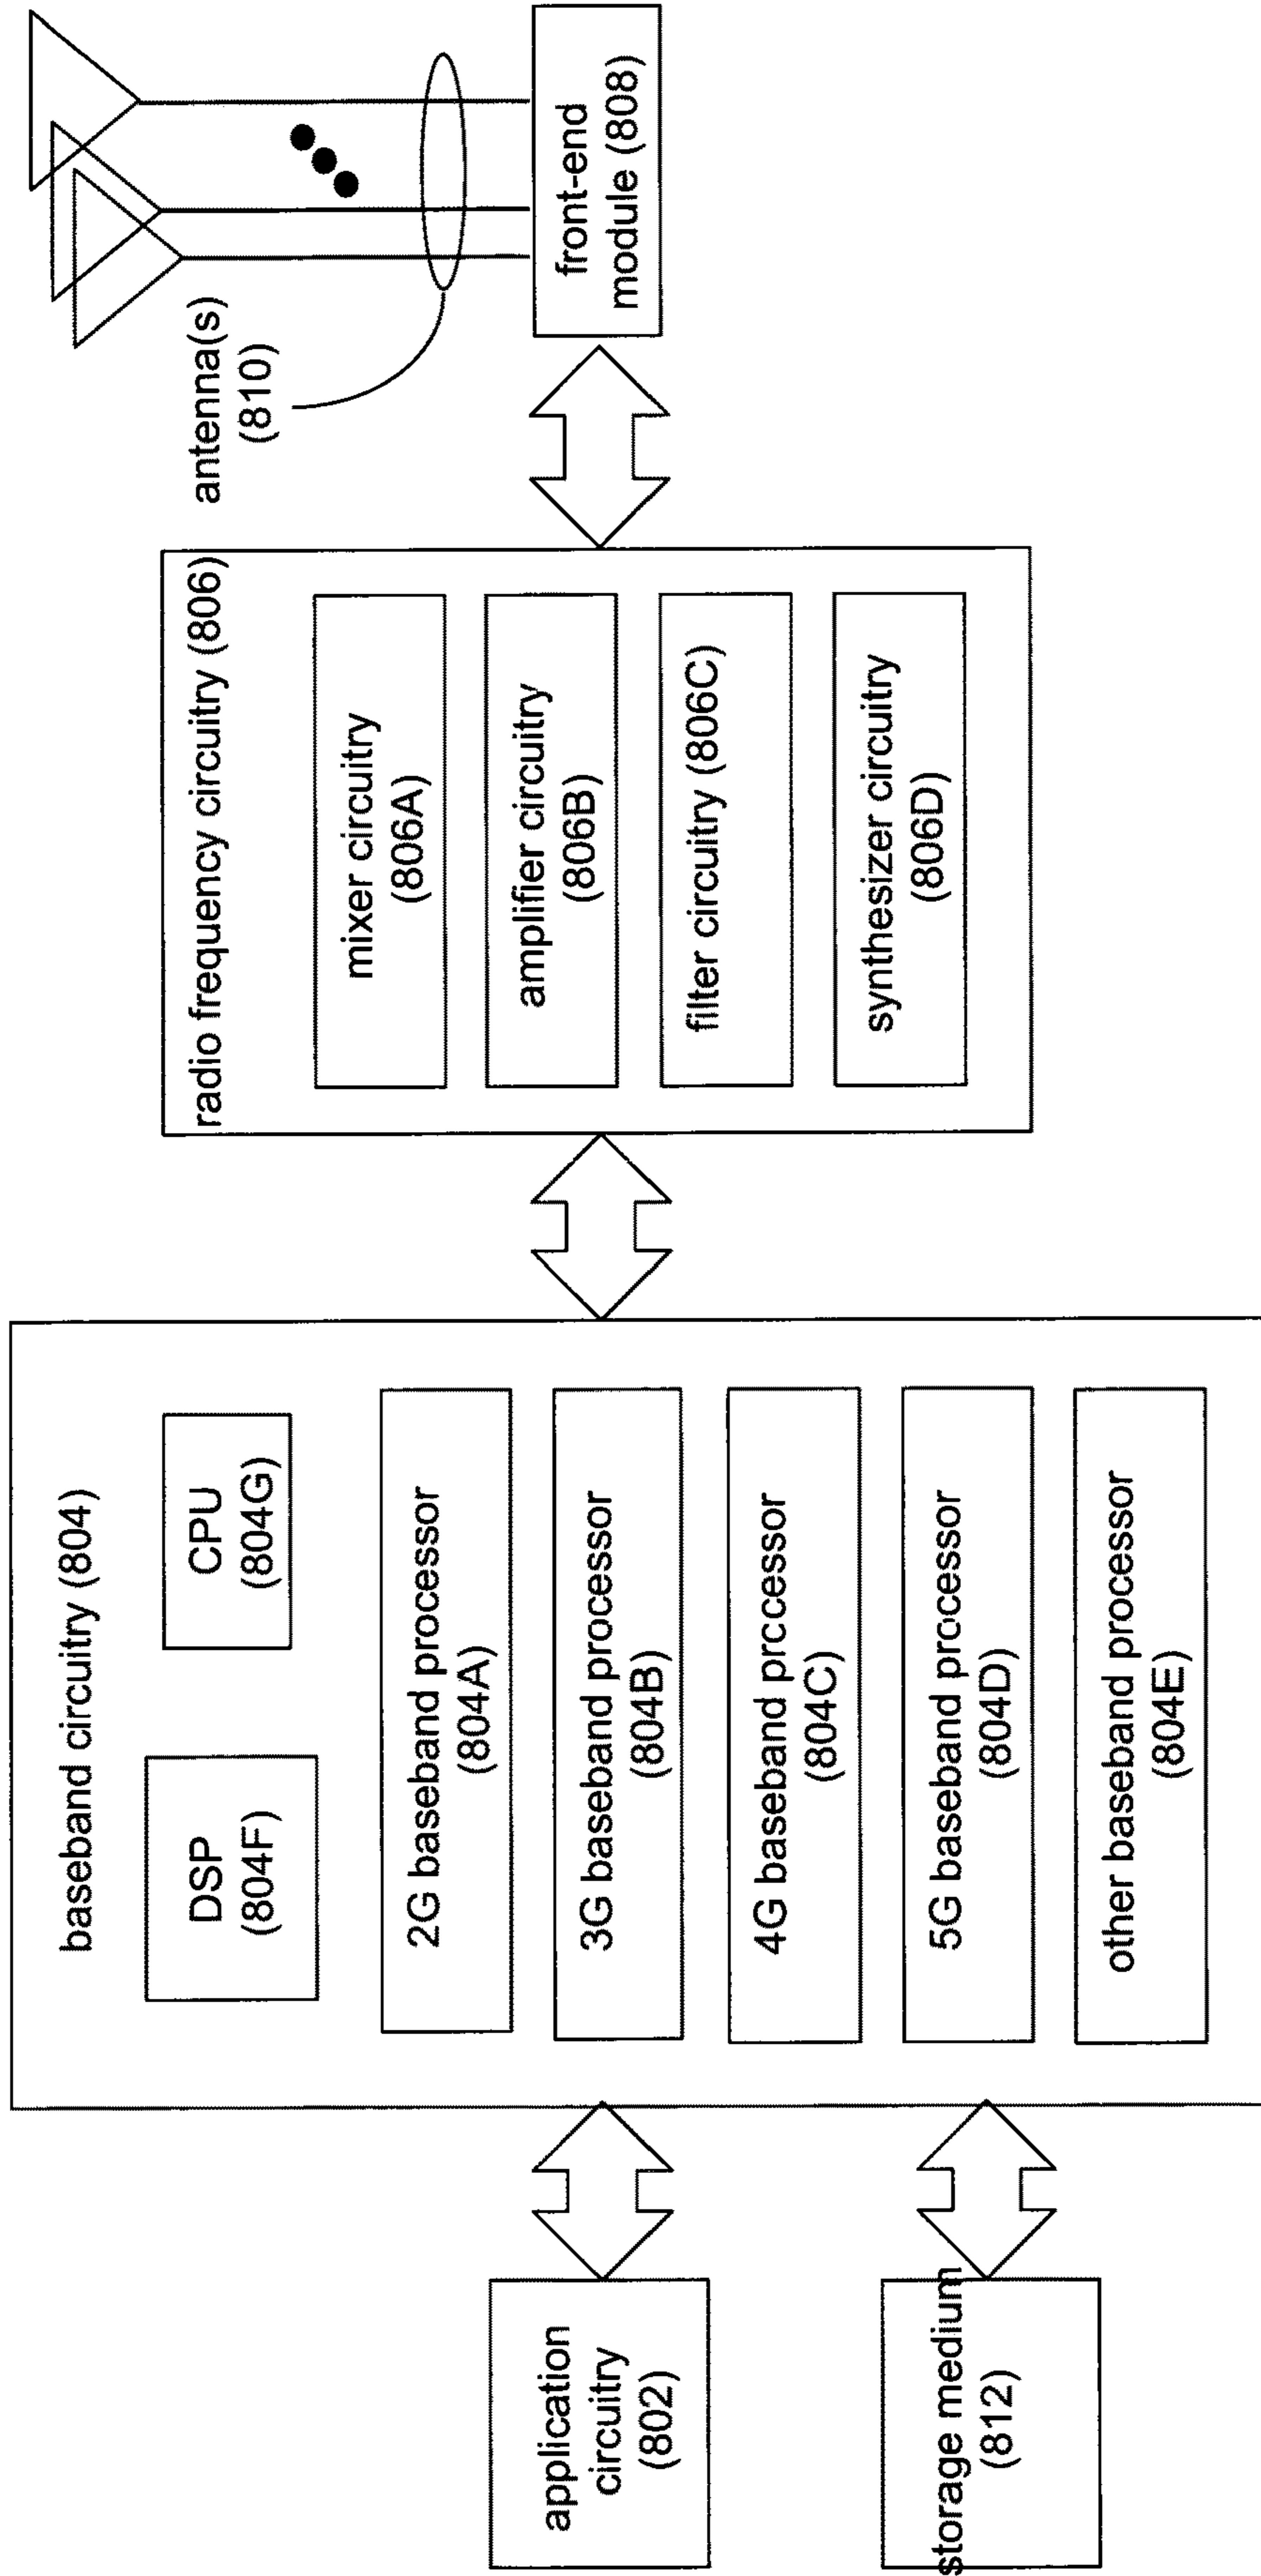 application
circuitry
(802)
storage medium
(812)
baseband circuitry (804)
DSP
(804F)
CPU
(804G)
2G baseband processor
(804A)
3G baseband processor
(804B)
4G baseband processor
(804C)
5G baseband processor
(804D)
other baseband processor
(804E)
radio frequency circuitry (806)
mixer circuitry
(806A)
amplifier circuitry
(806B)
filter circuitry (806C)
synthesizer circuitry
(806D)
antenna(s)
(810)
front-end
module (808)